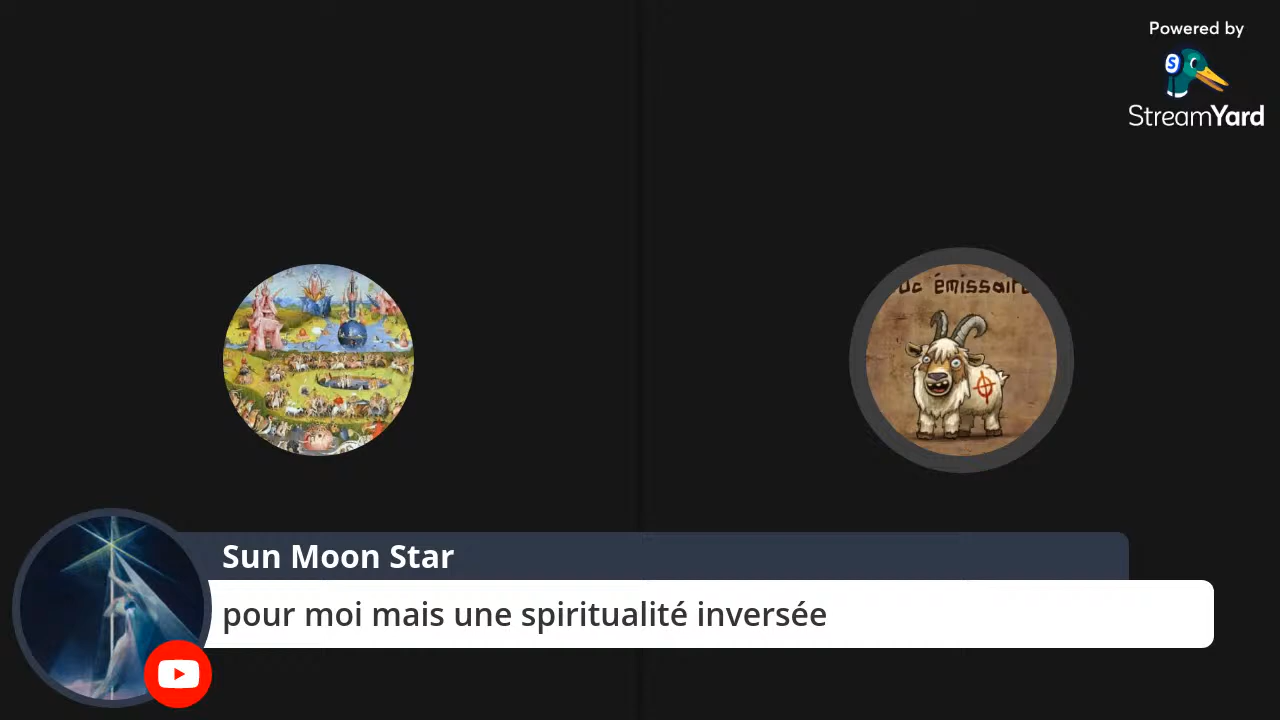 Powered by
S
StreamYard
uc émissair
Sun Moon Star
pour moi mais une spiritualité inversée